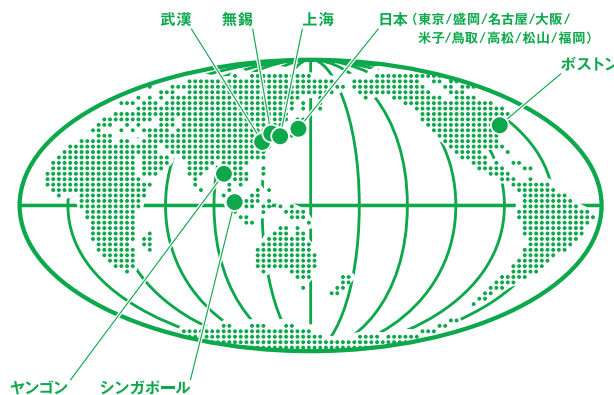 武漢
無錫
上海
日本（東京/盛岡/名古屋/大阪/
米子/鳥取/高松/松山/福岡）
ボストン
ヤンゴン
シンガポール